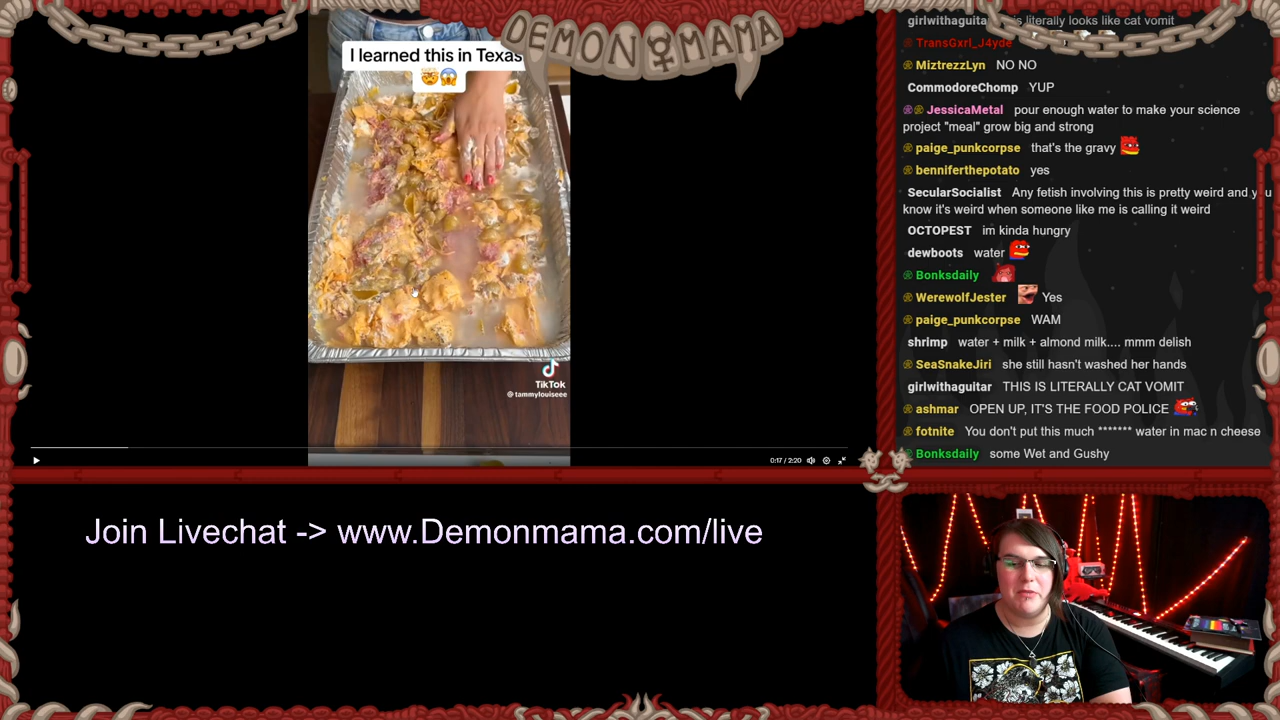 DEMON MAMA
I learned this in Texas
TikTok
@tammylouiseee
0:17 / 2:20
Join Livechat -> www.Demonmama.com/live
girlwithaguita
is literally looks like cat vomit
TransGxrl_J4yde
MiztrezzLyn NO NO
CommodoreChomp YUP
JessicaMetal pour enough water to make your science
project "meal" grow big and strong
paige_punkcorpse that's the gravy
benniferthepotato yes
SecularSocialist Any fetish involving this is pretty weird and you
know it's weird when someone like me is calling it weird
OCTOPEST im kinda hungry
dewboots water
Bonksdaily
WerewolfJester Yes
paige_punkcorpse WAM
shrimp water + milk + almond milk.... mmm delish
SeaSnakeJiri she still hasn't washed her hands
girlwithaguitar THIS IS LITERALLY CAT VOMIT
ashmar OPEN UP, IT'S THE FOOD POLICE
fotnite You don't put this much ******* water in mac n cheese
Bonksdaily some Wet and Gushy